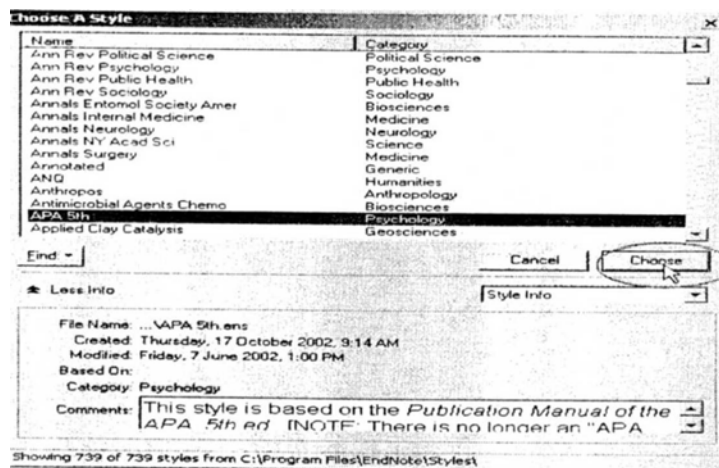 Choose A Style
Name Category
Ann Rev Political Science Political Science
Ann Rev Psychology Psychology
Ann Rev Public Health Public Health
Ann Rev Sociology Sociology
Annals Entomol Society Amer Biosciences
Annals Internal Medicine Medicine
Annals Neurology Neurology
Annals NY Acad Sci Science
Annals Surgery Medicine
Annotated Generic
ANQ Humanities
Anthropos Anthropology
Antimicrobial Agents Chemo Biosciences
APA 5th Psychology
Applied Clay Catalysis Geosciences
Find Cancel Choose
Less Info Style Info
File Name: ...\APA 5th.ens
Created: Thursday, 17 October 2002, 9:14 AM
Modified: Friday, 7 June 2002, 1:00 PM
Based On:
Category: Psychology
Comments: This style is based on the Publication Manual of the
APA, 5th ed. [NOTE: There is no longer an "APA
Showing 739 of 739 styles from C:\Program Files\EndNote\Styles\